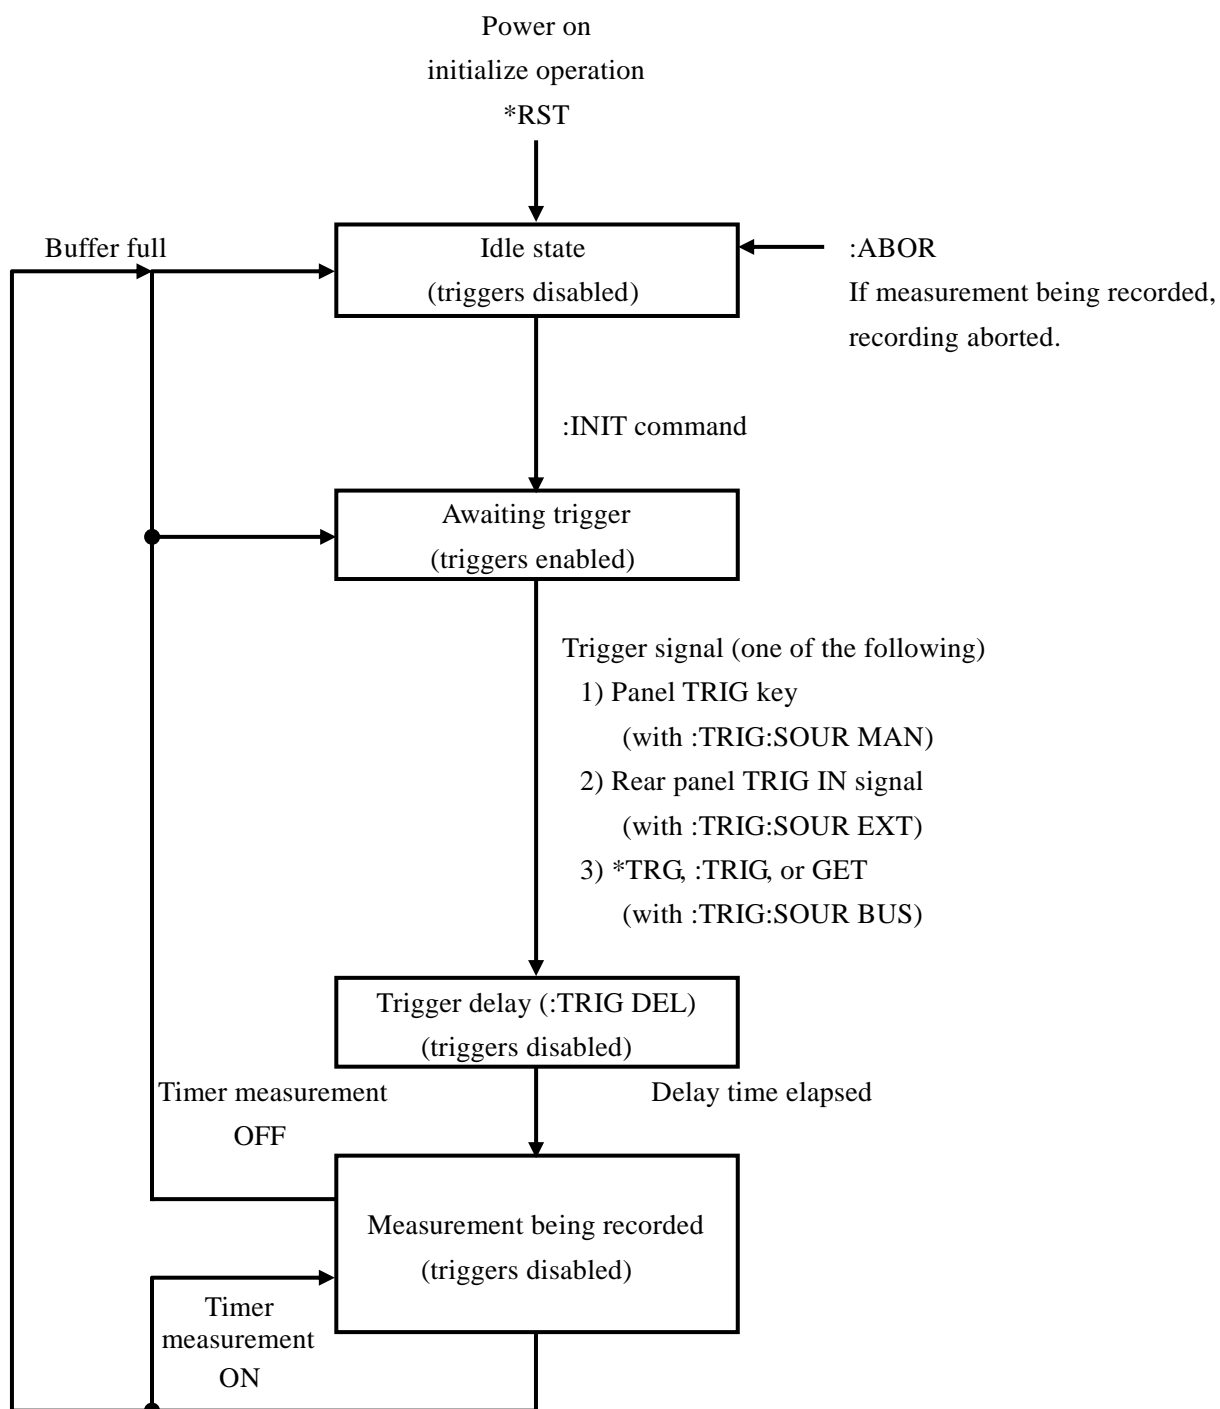 Power on
initialize operation
*RST
Buffer full
Idle state
(triggers disabled)
:ABOR
If measurement being recorded,
recording aborted.
:INIT command
Awaiting trigger
(triggers enabled)
Trigger signal (one of the following)
1) Panel TRIG key
(with :TRIG:SOUR MAN)
2) Rear panel TRIG IN signal
(with :TRIG:SOUR EXT)
3) *TRG, :TRIG, or GET
(with :TRIG:SOUR BUS)
Trigger delay (:TRIG DEL)
(triggers disabled)
Timer measurement
OFF
Delay time elapsed
Measurement being recorded
(triggers disabled)
Timer
measurement
ON